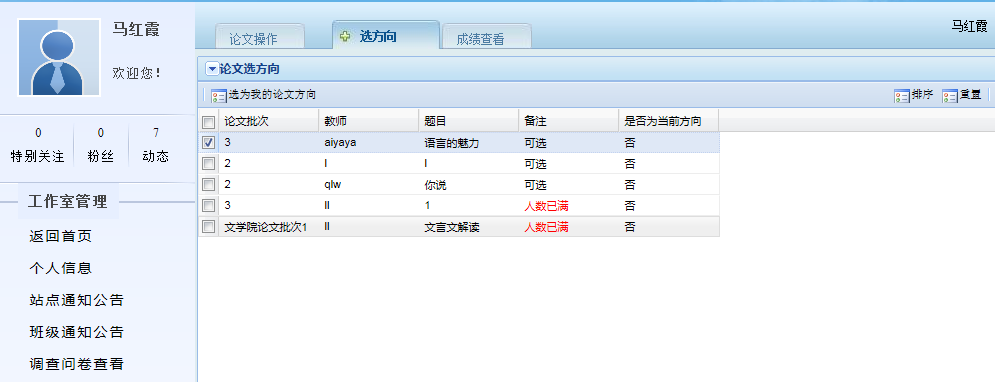 马红霞
欢迎您！
0 0 7
特别关注 粉丝 动态
工作室管理
返回首页
个人信息
站点通知公告
班级通知公告
调查问卷查看
论文操作 选方向 成绩查看
马红霞
论文选方向
选为我的论文方向 排序 重置
论文批次 教师 题目 备注 是否为当前方向
3 aiyaya 语言的魅力 可选 否
2 l l 可选 否
2 qlw 你说 可选 否
3 ll 1 人数已满 否
文学院论文批次1 ll 文言文解读 人数已满 否